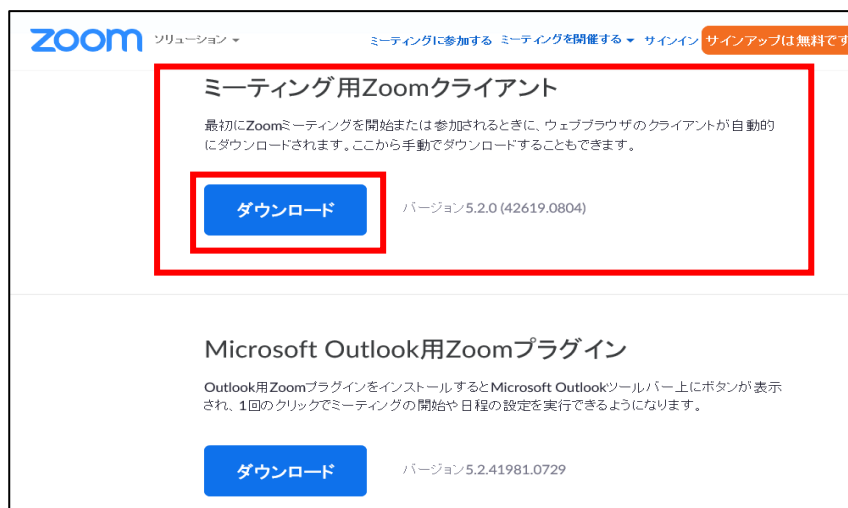 zoom ソリューション ミーティングに参加する ミーティングを開催する サインイン サインアップは無料です
ミーティング用Zoomクライアント
最初にZoomミーティングを開始または参加されるときに、ウェブブラウザのクライアントが自動的
にダウンロードされます。ここから手動でダウンロードすることもできます。
ダウンロード バージョン5.2.0 (42619.0804)
Microsoft Outlook用Zoomプラグイン
Outlook用ZoomプラグインをインストールするとMicrosoft Outlookツールバー上にボタンが表示
され、1回のクリックでミーティングの開始や日程の設定を実行できるようになります。
ダウンロード バージョン5.2.41981.0729